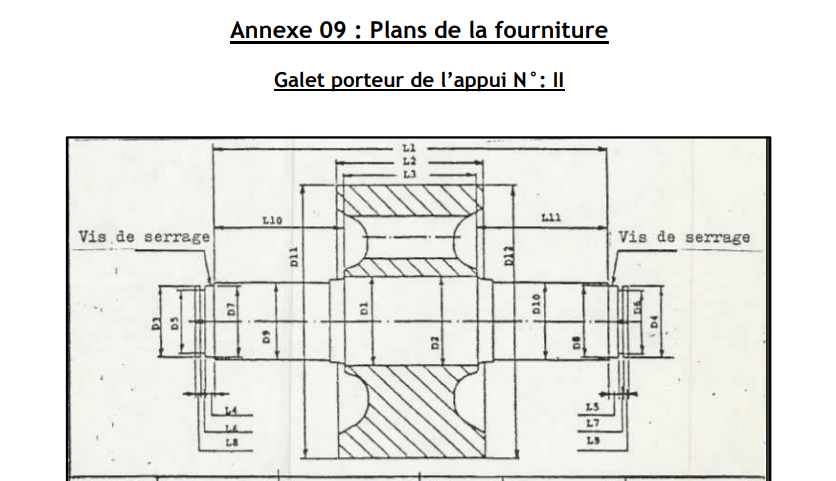 Annexe 09 : Plans de la fourniture
Galet porteur de l'appui N°: II
L1
L2
L3
L10
L11
Vis de serrage
Vis de serrage
D11
D12
D3
D5
D7
D9
D1
D2
D10
D8
D6
D4
L4
L6
L8
L5
L7
L9